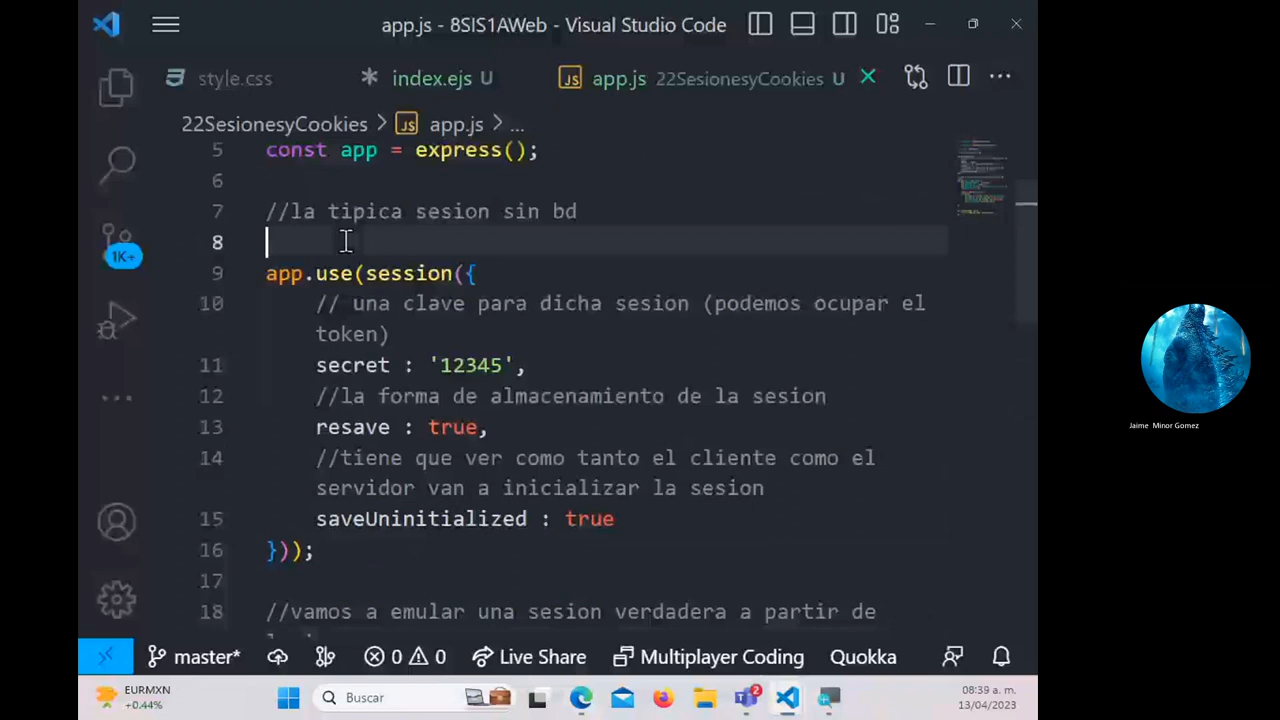 app.js - 8SIS1AWeb - Visual Studio Code
style.css
index.ejs U
JS app.js 22SesionesyCookies U
22SesionesyCookies > JS app.js > ...
5 const app = express();
6
7 //la tipica sesion sin bd
8
9 app.use(session({
10 // una clave para dicha sesion (podemos ocupar el
token)
11 secret : '12345',
12 //la forma de almacenamiento de la sesion
13 resave : true,
14 //tiene que ver como tanto el cliente como el
servidor van a inicializar la sesion
15 saveUninitialized : true
16 }));
17
18 //vamos a emular una sesion verdadera a partir de
1K+
master*
0 0
Live Share
Multiplayer Coding
Quokka
EURMXN
+0.44%
Buscar
2
08:39 a. m.
13/04/2023
Jaime Minor Gomez